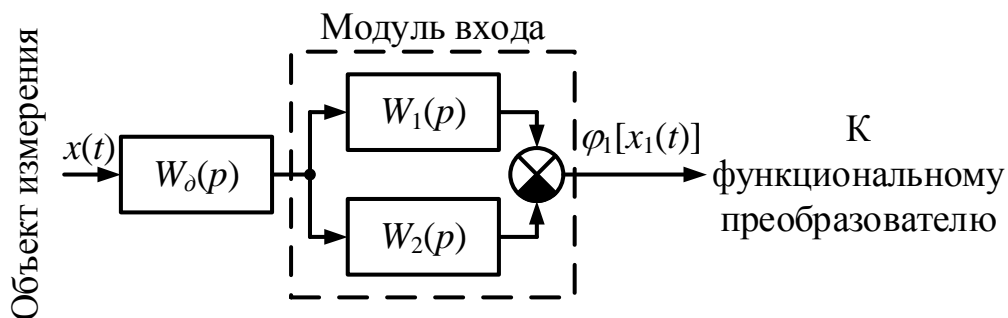 Модуль входа
Объект измерения
x(t)
W∂(p)
W1(p)
W2(p)
φ1[x1(t)]
К
функциональному
преобразователю